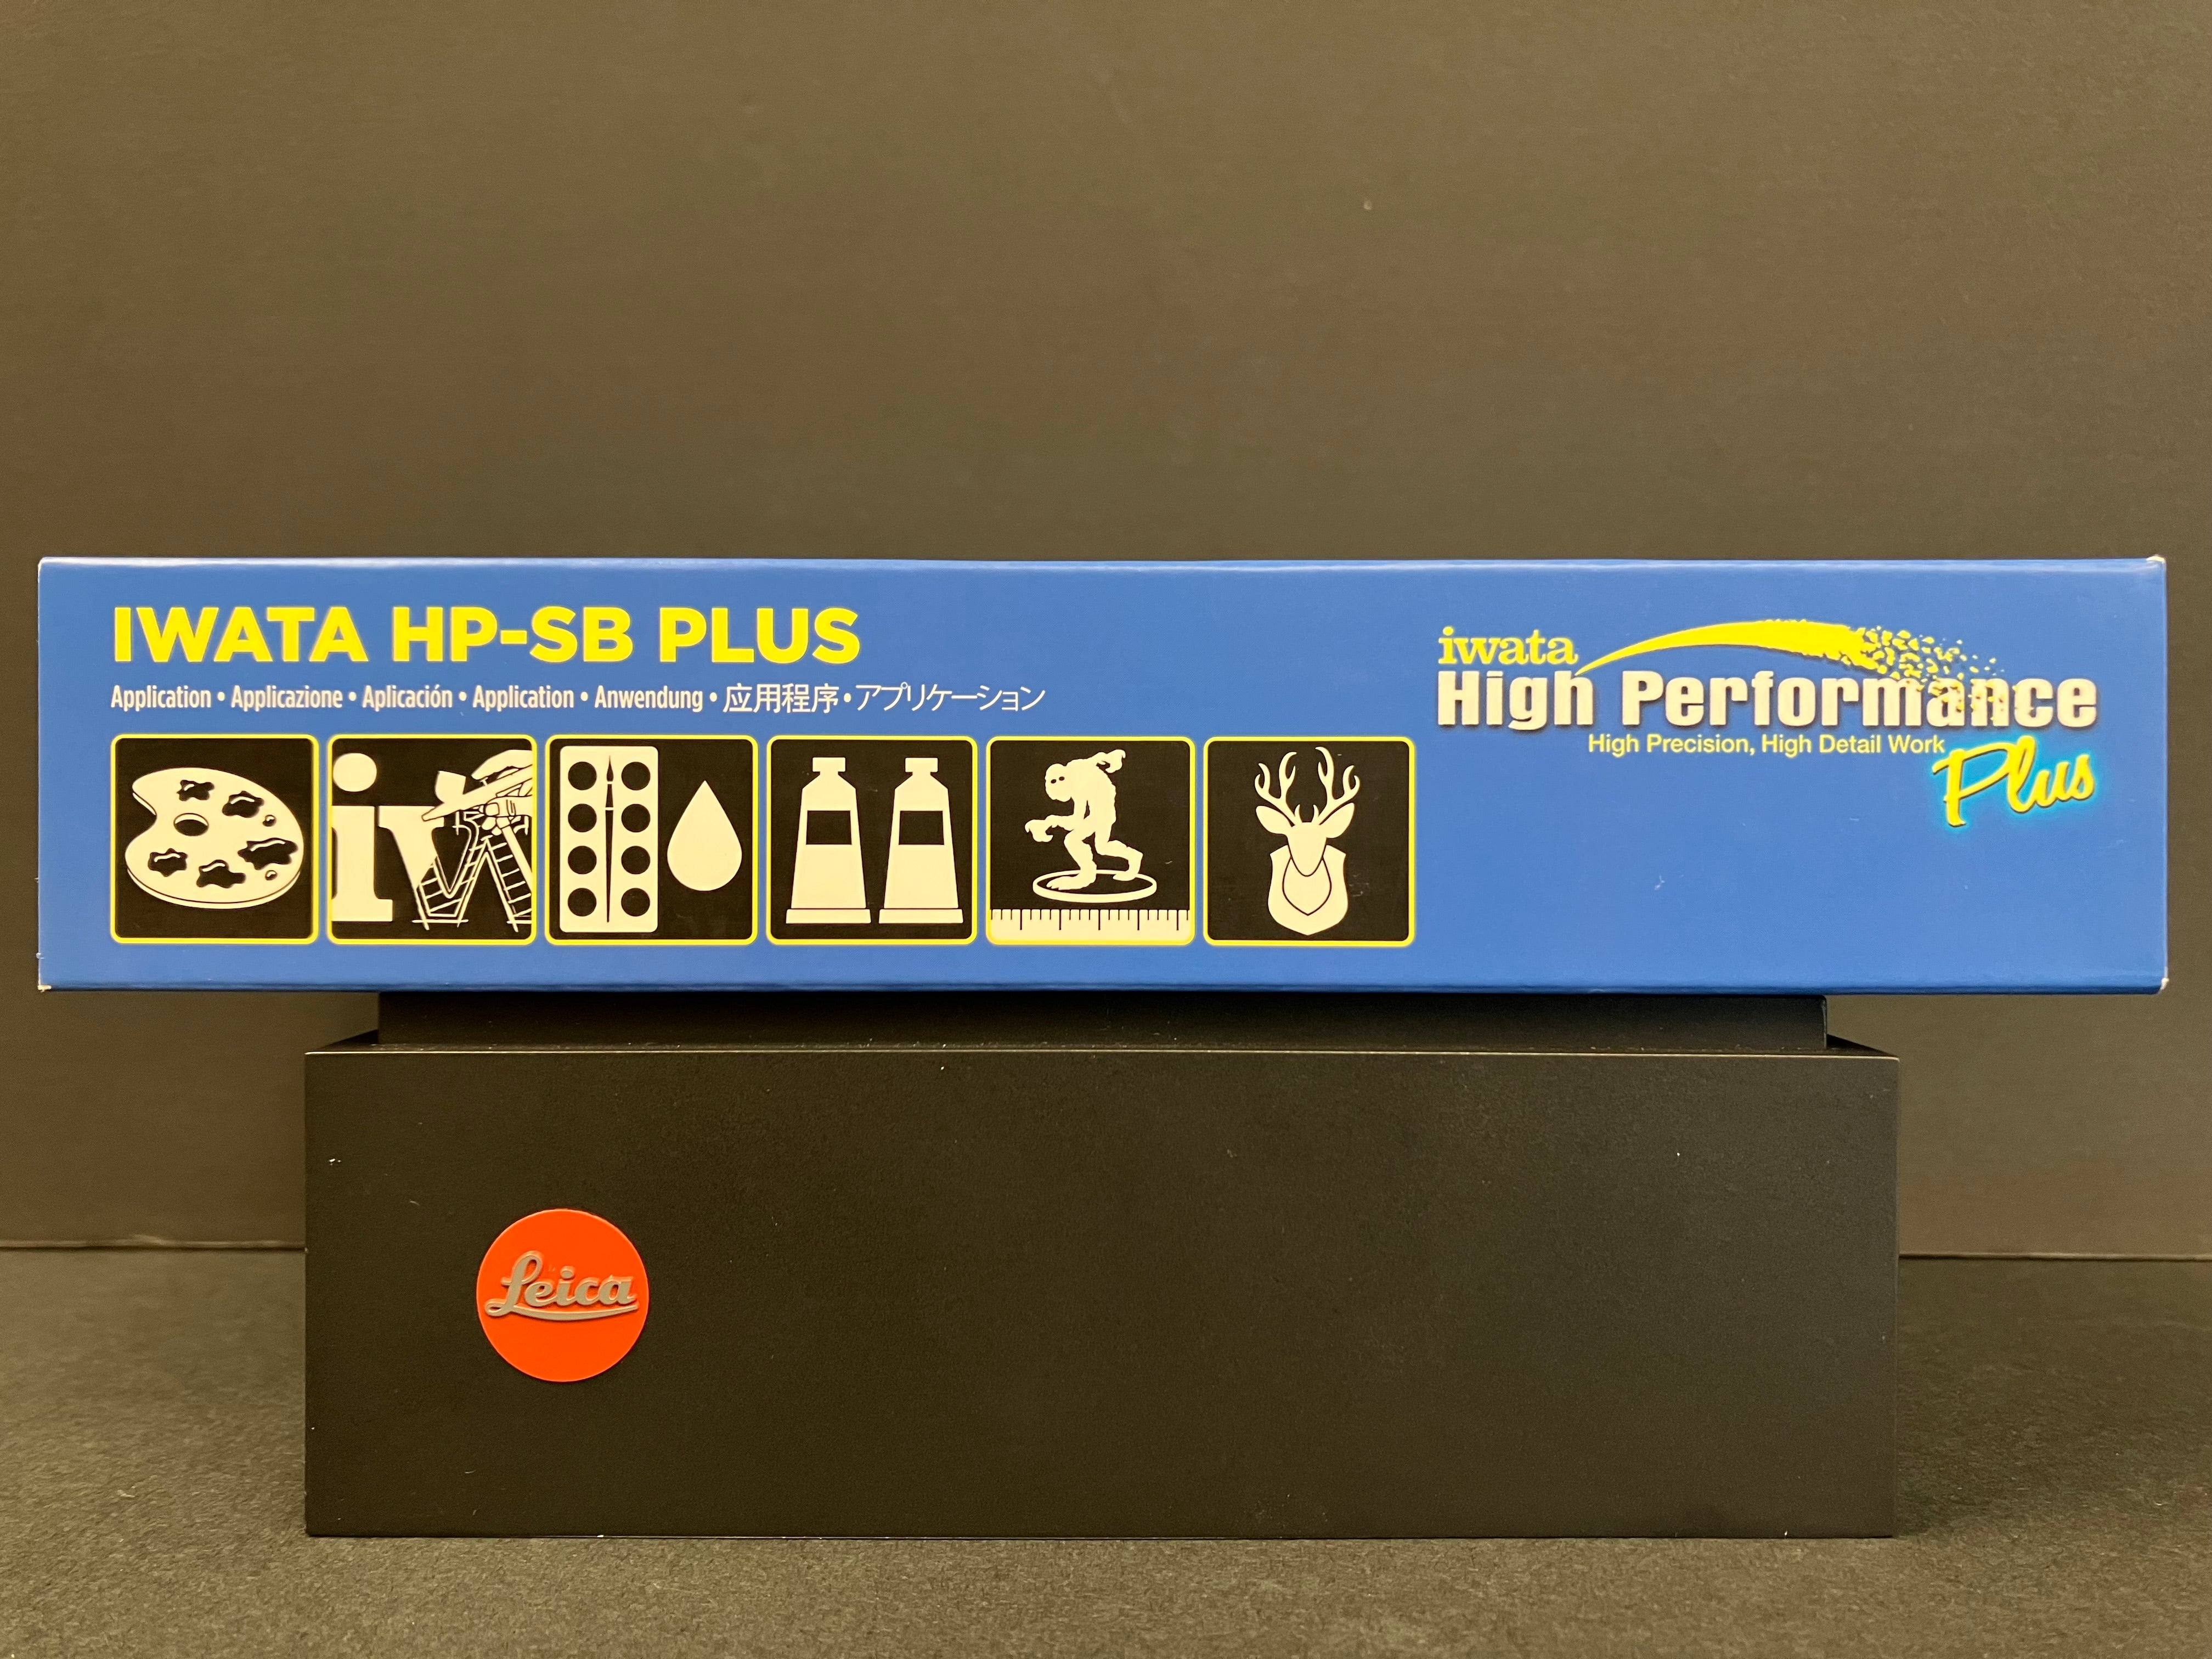 IWATA HP-SB PLUS
Application • Applicazione • Aplicación • Application • Anwendung • 应用程序 • アプリケーション
iw
iwata
High Performance
High Precision, High Detail Work
Plus
Leica